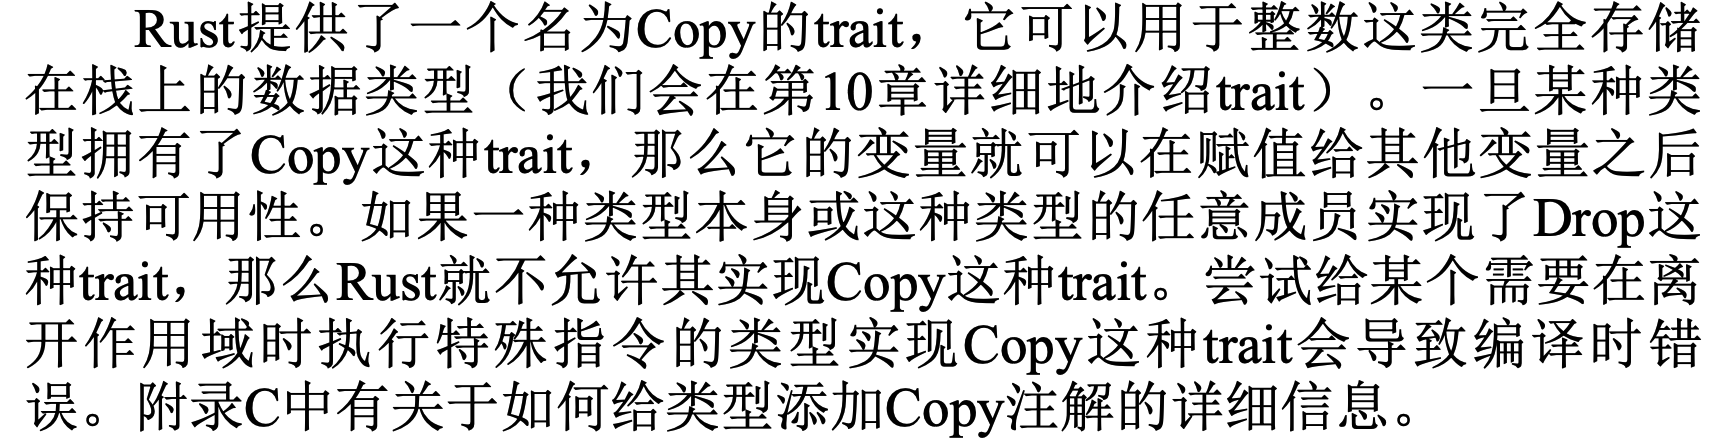 Rust提供了一个名为Copy的trait，它可以用于整数这类完全存储
在栈上的数据类型（我们会在第10章详细地介绍trait）。一旦某种类
型拥有了Copy这种trait，那么它的变量就可以在赋值给其他变量之后
保持可用性。如果一种类型本身或这种类型的任意成员实现了Drop这
种trait，那么Rust就不允许其实现Copy这种trait。尝试给某个需要在离
开作用域时执行特殊指令的类型实现Copy这种trait会导致编译时错
误。附录C中有关于如何给类型添加Copy注解的详细信息。